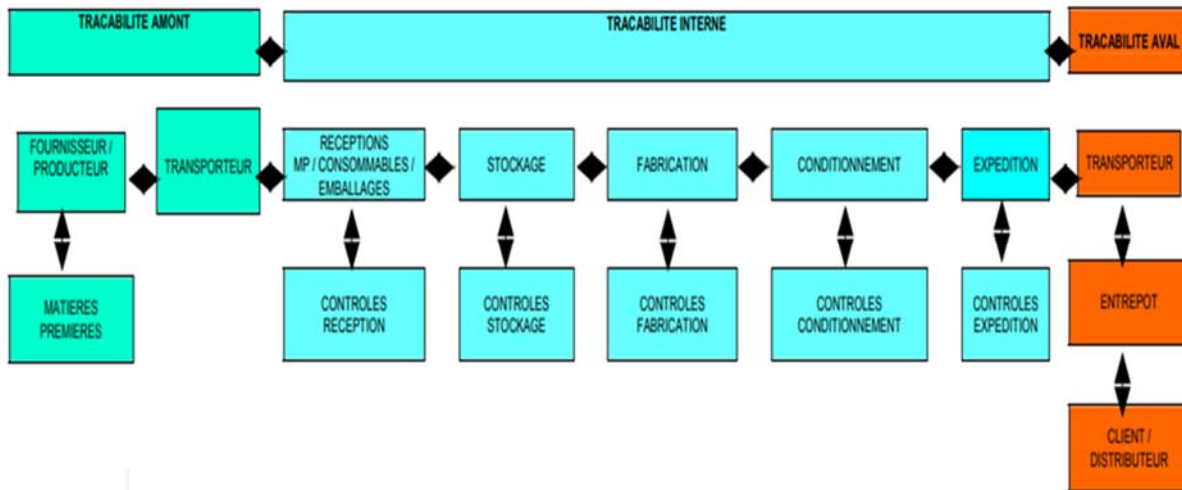 TRACABILITE AMONT
TRACABILITE INTERNE
TRACABILITE AVAL
FOURNISSEUR /
PRODUCTEUR
TRANSPORTEUR
RECEPTIONS
MP / CONSOMMABLES /
EMBALLAGES
STOCKAGE
FABRICATION
CONDITIONNEMENT
EXPEDITION
TRANSPORTEUR
MATIERES
PREMIERES
CONTROLES
RECEPTION
CONTROLES
STOCKAGE
CONTROLES
FABRICATION
CONTROLES
CONDITIONNEMENT
CONTROLES
EXPEDITION
ENTREPOT
CLIENT /
DISTRIBUTEUR